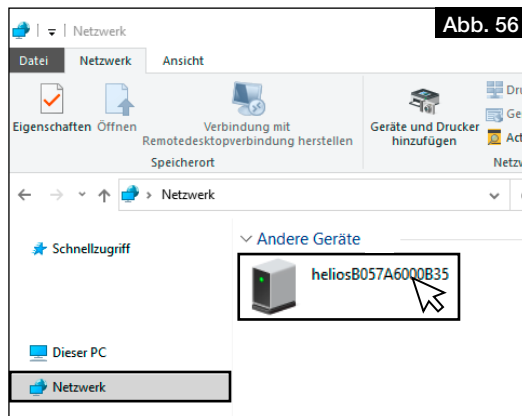 Abb. 56
Netzwerk
Datei Netzwerk Ansicht
Eigenschaften Öffnen Verbindung mit Remotedesktopverbindung herstellen Geräte und Drucker hinzufügen
Speicherort
Netzwerk
Schnellzugriff
Andere Geräte
heliosB057A6000B35
Dieser PC
Netzwerk